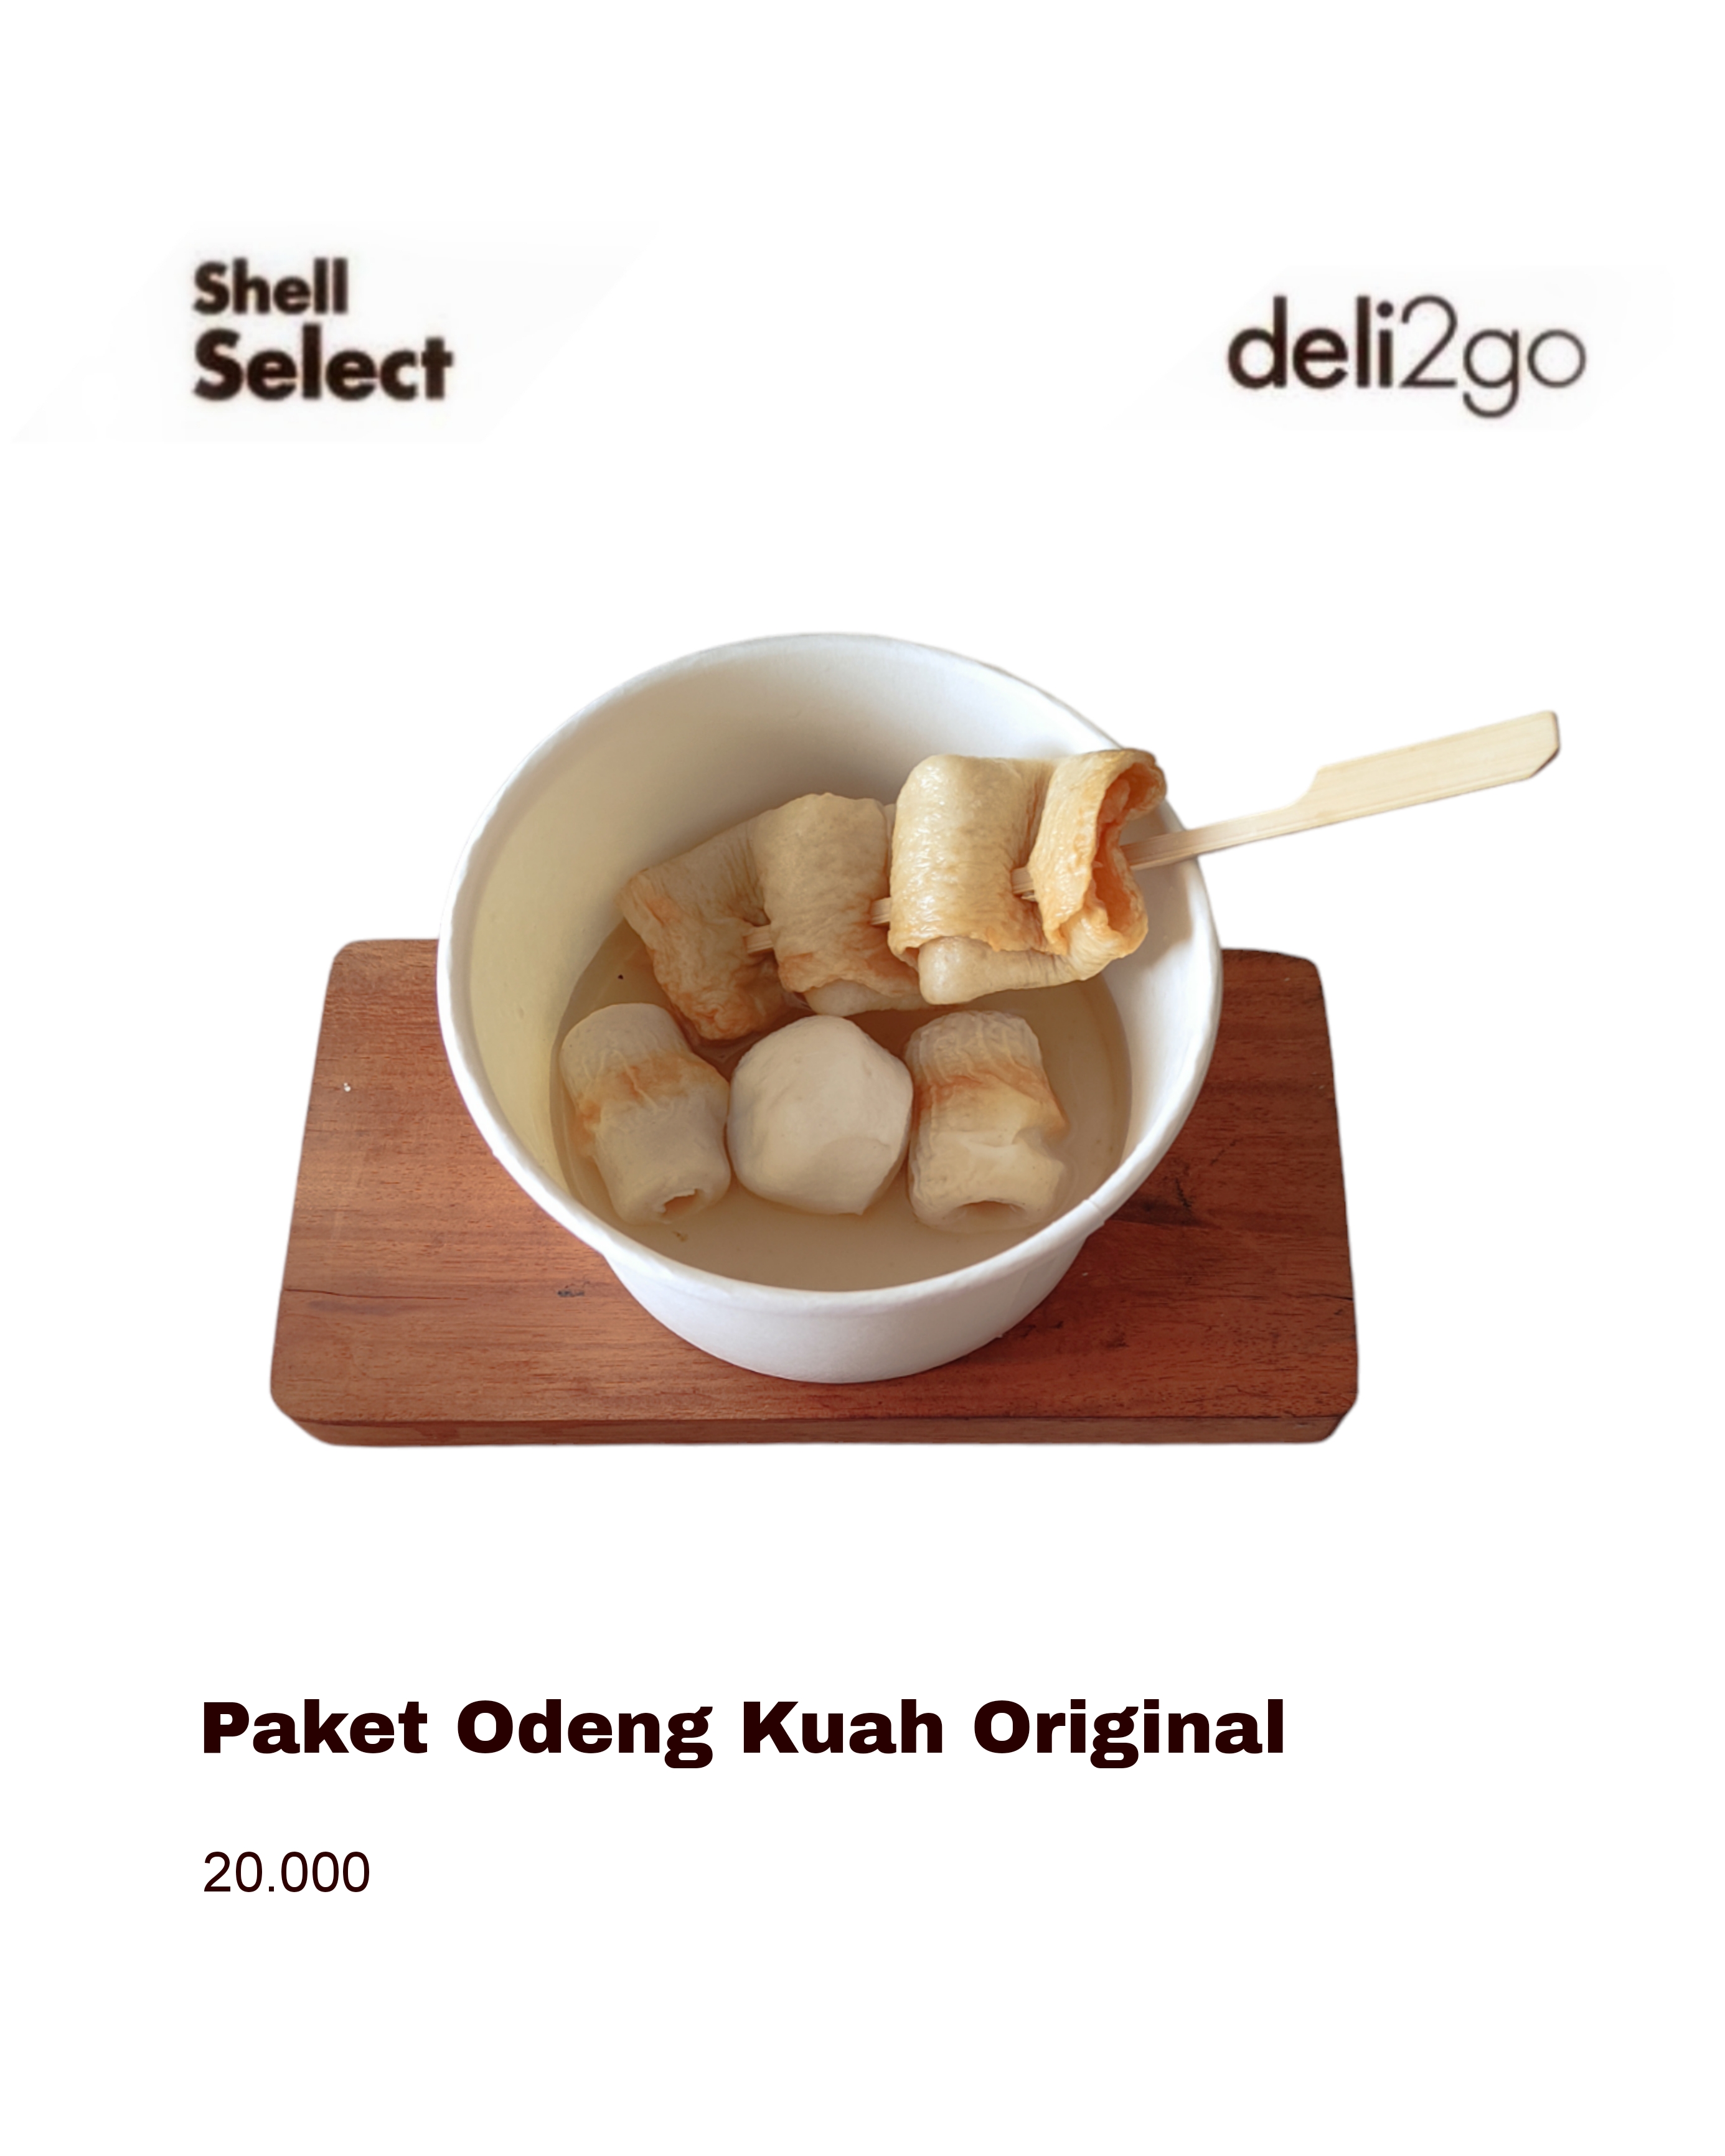 Shell
Select
deli2go
Paket Odeng Kuah Original
20.000